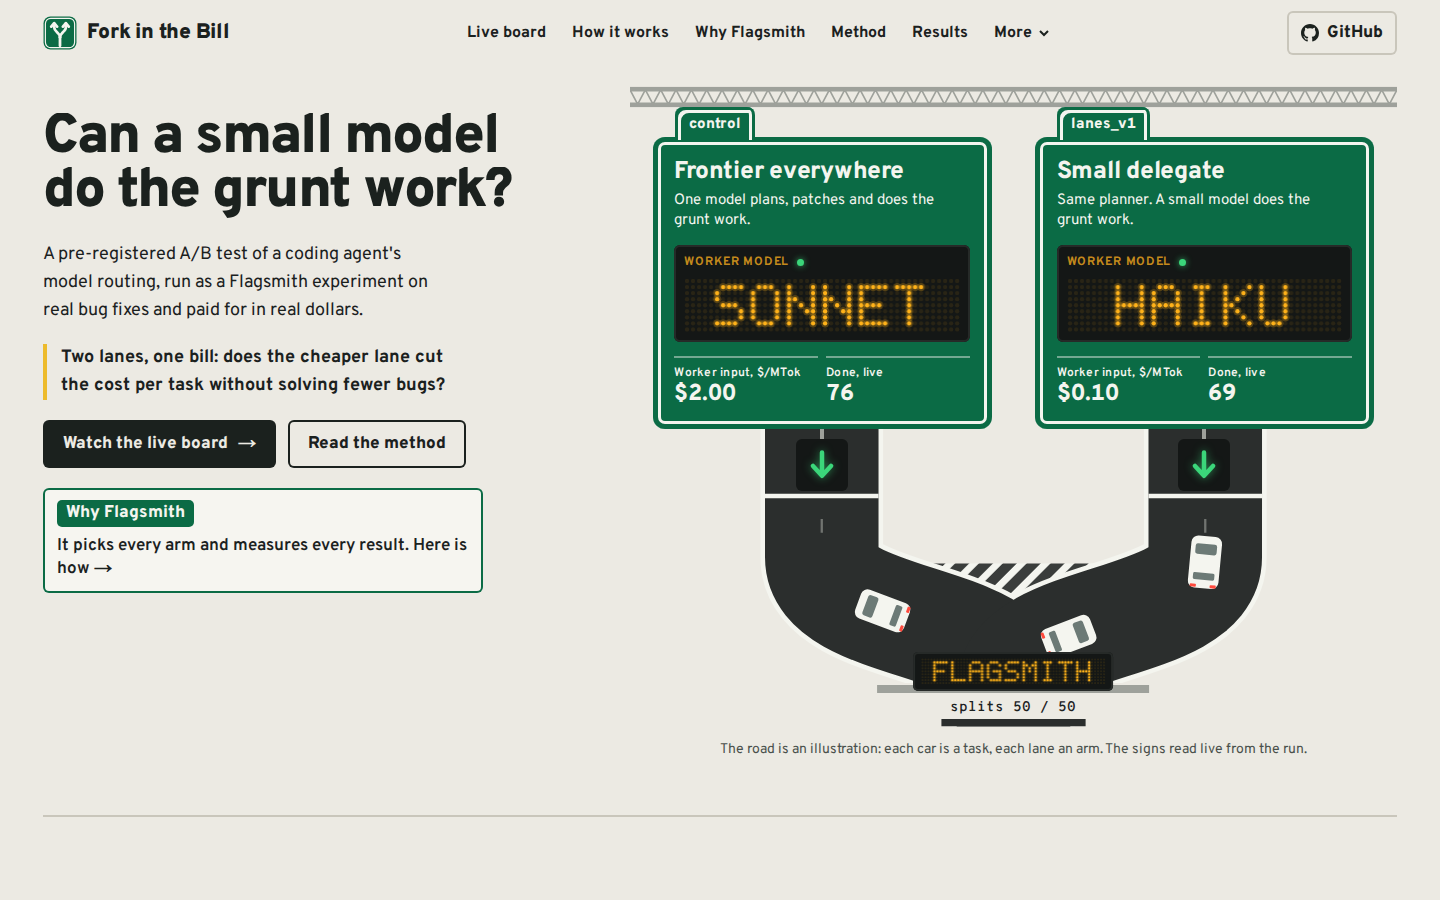 Fork in the Bill
Live board
How it works
Why Flagsmith
Method
Results
More
GitHub
Can a small model
do the grunt work?
A pre-registered A/B test of a coding agent's
model routing, run as a Flagsmith experiment on
real bug fixes and paid for in real dollars.
Two lanes, one bill: does the cheaper lane cut
the cost per task without solving fewer bugs?
Watch the live board →
Read the method
Why Flagsmith
It picks every arm and measures every result. Here is
how →
control
Frontier everywhere
One model plans, patches and does the
grunt work.
WORKER MODEL
SONNET
Worker input, $/MTok
$2.00
Done, live
76
lanes_v1
Small delegate
Same planner. A small model does the
grunt work.
WORKER MODEL
HAIKU
Worker input, $/MTok
$0.10
Done, live
69
FLAGSMITH
splits 50 / 50
The road is an illustration: each car is a task, each lane an arm. The signs read live from the run.